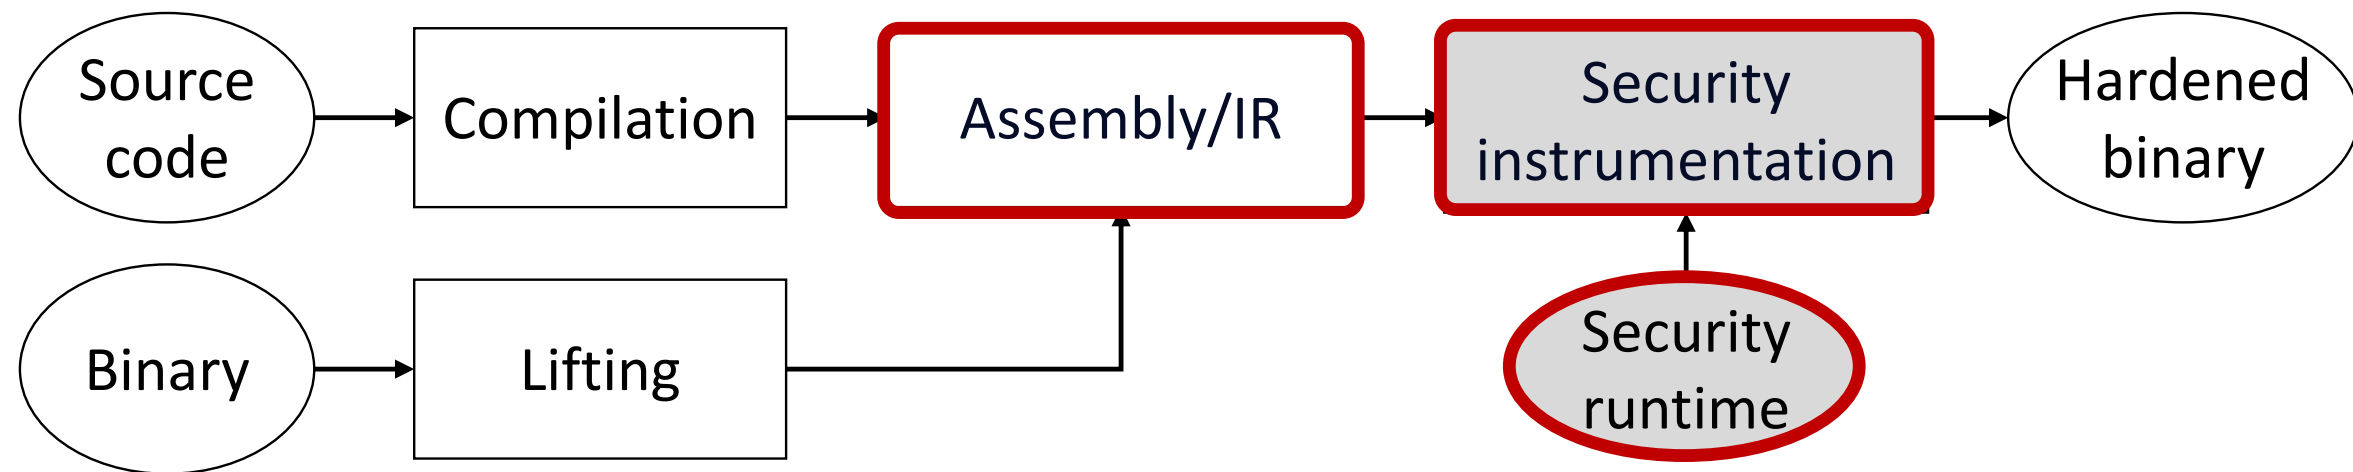 Source
code
Compilation
Assembly/IR
Security
instrumentation
Hardened
binary
Binary
Lifting
Security
runtime